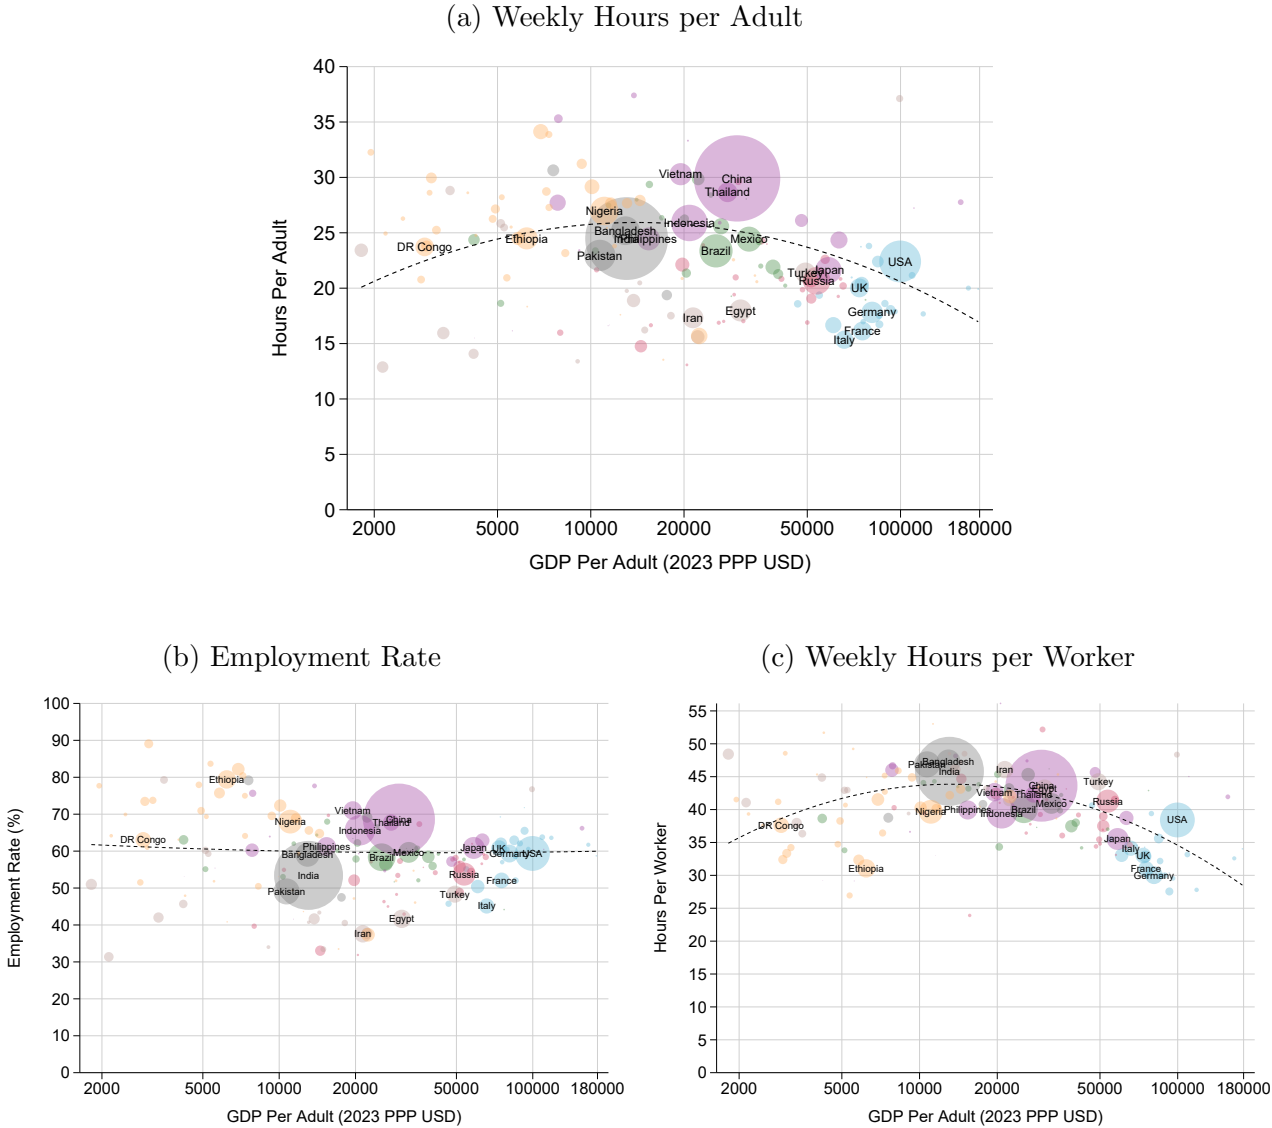 (a) Weekly Hours per Adult
40
35
30
25
20
15
10
5
0
Hours Per Adult
Vietnam
China
Thailand
Nigeria
Indonesia
Bangladesh
India
Philippines
Mexico
DR Congo
Ethiopia
Brazil
Pakistan
USA
Turkey
Japan
Russia
UK
Iran
Egypt
Germany
France
Italy
2000
5000
10000
20000
50000
100000
180000
GDP Per Adult (2023 PPP USD)
(b) Employment Rate
100
90
80
70
60
50
40
30
20
10
0
Employment Rate (%)
Ethiopia
Vietnam
Nigeria
China
Thailand
Indonesia
DR Congo
Philippines
Bangladesh
Brazil
Mexico
Japan
UK
Germany
USA
India
Russia
France
Pakistan
Turkey
Italy
Egypt
Iran
2000
5000
10000
20000
50000
100000
180000
GDP Per Adult (2023 PPP USD)
(c) Weekly Hours per Worker
55
50
45
40
35
30
25
20
15
10
5
0
Hours Per Worker
Pakistan
Bangladesh
India
Iran
Turkey
China
Egypt
Vietnam
Thailand
Mexico
Russia
Nigeria
Philippines
Indonesia
Brazil
USA
DR Congo
Japan
Italy
UK
Ethiopia
France
Germany
2000
5000
10000
20000
50000
100000
180000
GDP Per Adult (2023 PPP USD)